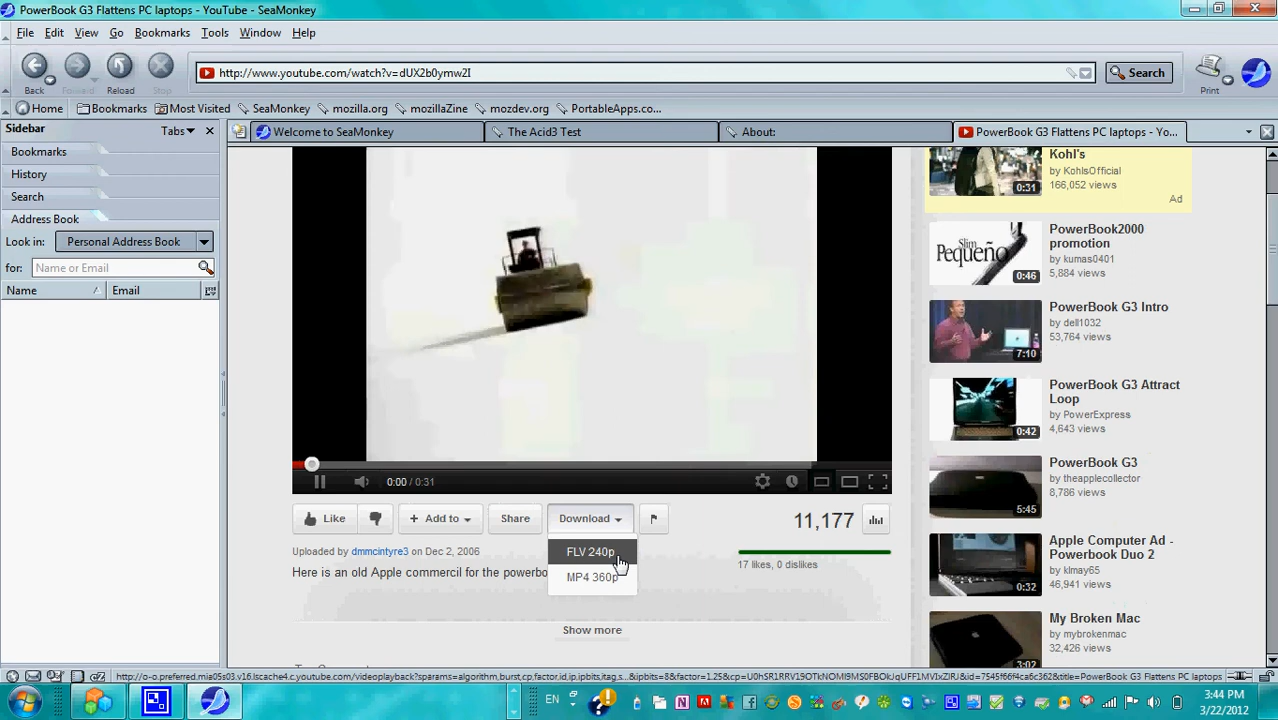 PowerBook G3 Flattens PC laptops - YouTube - SeaMonkey
File Edit View Go Bookmarks Tools Window Help
http://www.youtube.com/watch?v=dUX2b0ymw2I
Search
Back Forward Reload Stop Print
Home Bookmarks Most Visited SeaMonkey mozilla.org mozillaZine mozdev.org PortableApps.co...
Sidebar Tabs
Welcome to SeaMonkey The Acid3 Test About: PowerBook G3 Flattens PC laptops - Yo...
Bookmarks
History
Search
Address Book
Look in: Personal Address Book
for: Name or Email
Name Email
Kohl's
by KohlsOfficial
166,052 views
0:31
Ad
Slim
Pequeño
0:46
PowerBook2000
promotion
by kumas0401
5,884 views
7:10
PowerBook G3 Intro
by dell1032
53,764 views
0:42
PowerBook G3 Attract
Loop
by PowerExpress
4,643 views
5:45
PowerBook G3
by theapplecollector
8,786 views
0:32
Apple Computer Ad -
Powerbook Duo 2
by klmay65
46,941 views
3:02
My Broken Mac
by mybrokenmac
32,426 views
0:00 / 0:31
Like Add to Share Download 11,177
FLV 240p
MP4 360p
Uploaded by dmmcintyre3 on Dec 2, 2006
17 likes, 0 dislikes
Here is an old Apple commercil for the powerbo
Show more
EN
3:44 PM
3/22/2012